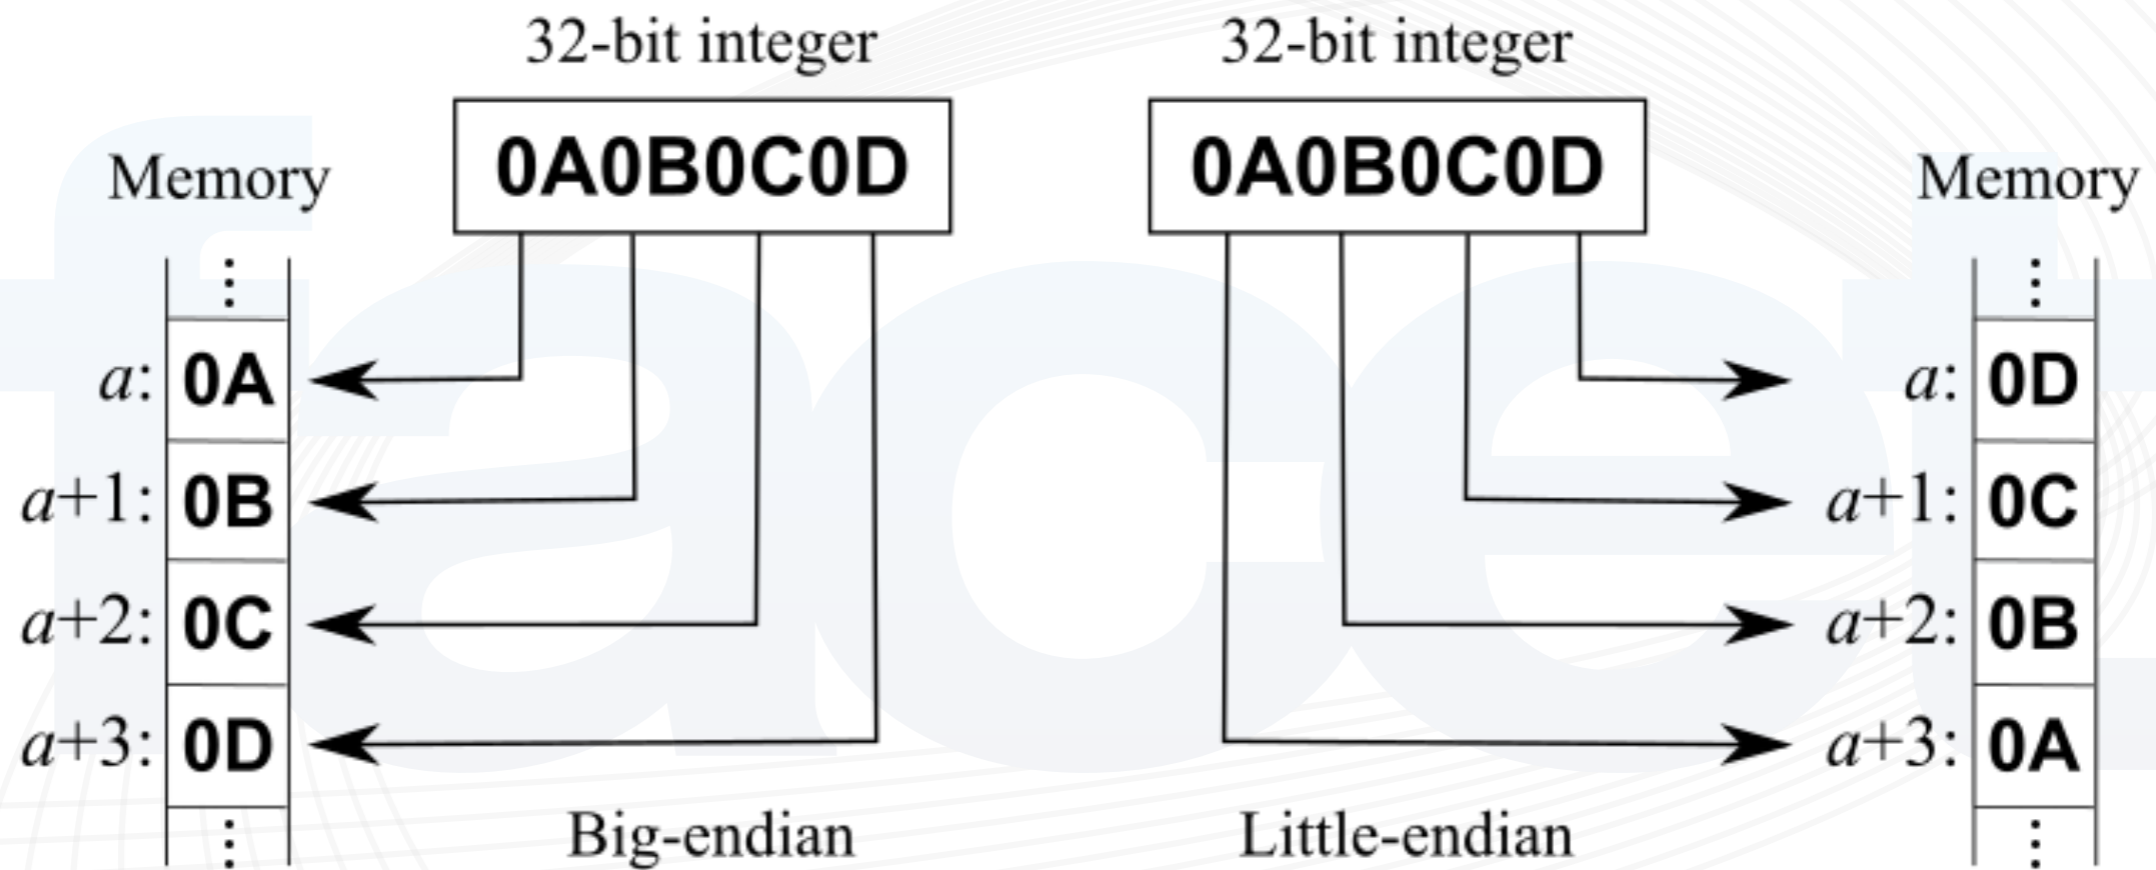 32-bit integer
32-bit integer
0A0B0C0D
0A0B0C0D
Memory
Memory
a: 0A
a+1: 0B
a+2: 0C
a+3: 0D
a: 0D
a+1: 0C
a+2: 0B
a+3: 0A
Big-endian
Little-endian
facet